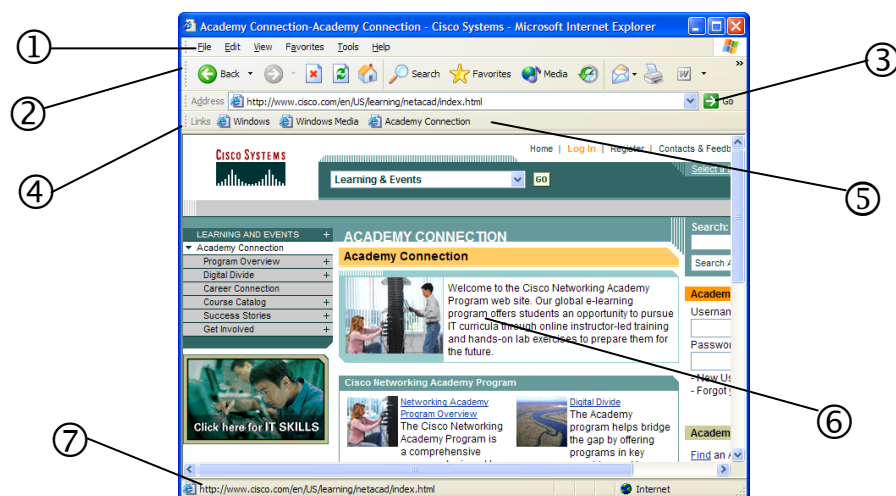 Academy Connection-Academy Connection - Cisco Systems - Microsoft Internet Explorer
① File Edit View Favorites Tools Help
② Back Search Favorites Media W »
③
Address http://www.cisco.com/en/US/learning/netacad/index.html Go
④ Links Windows Windows Media Academy Connection
⑤
CISCO SYSTEMS
Home | Log In | Register | Contacts & Feedb
Learning & Events GO
Select a
LEARNING AND EVENTS +
Academy Connection
Program Overview +
Digital Divide +
Career Connection
Course Catalog +
Success Stories +
Get Involved +
ACADEMY CONNECTION
Academy Connection
Welcome to the Cisco Networking Academy
Program web site. Our global e-learning
program offers students an opportunity to pursue
IT curricula through online instructor-led training
and hands-on lab exercises to prepare them for
the future.
⑥
Search:
Search A
Academ
Usernan
Passwor
- New Us
- Forgot y
Click here for IT SKILLS
Cisco Networking Academy Program
Networking Academy
Program Overview
The Cisco Networking
Academy Program is
a comprehensive
Digital Divide
The Academy
program helps bridge
the gap by offering
programs in key
Academ
Find an A
⑦
http://www.cisco.com/en/US/learning/netacad/index.html Internet